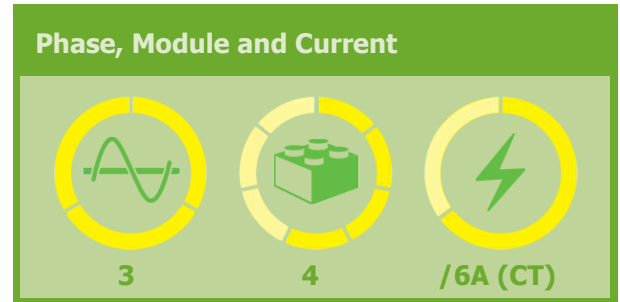 Phase, Module and Current
3 4 /6A (CT)